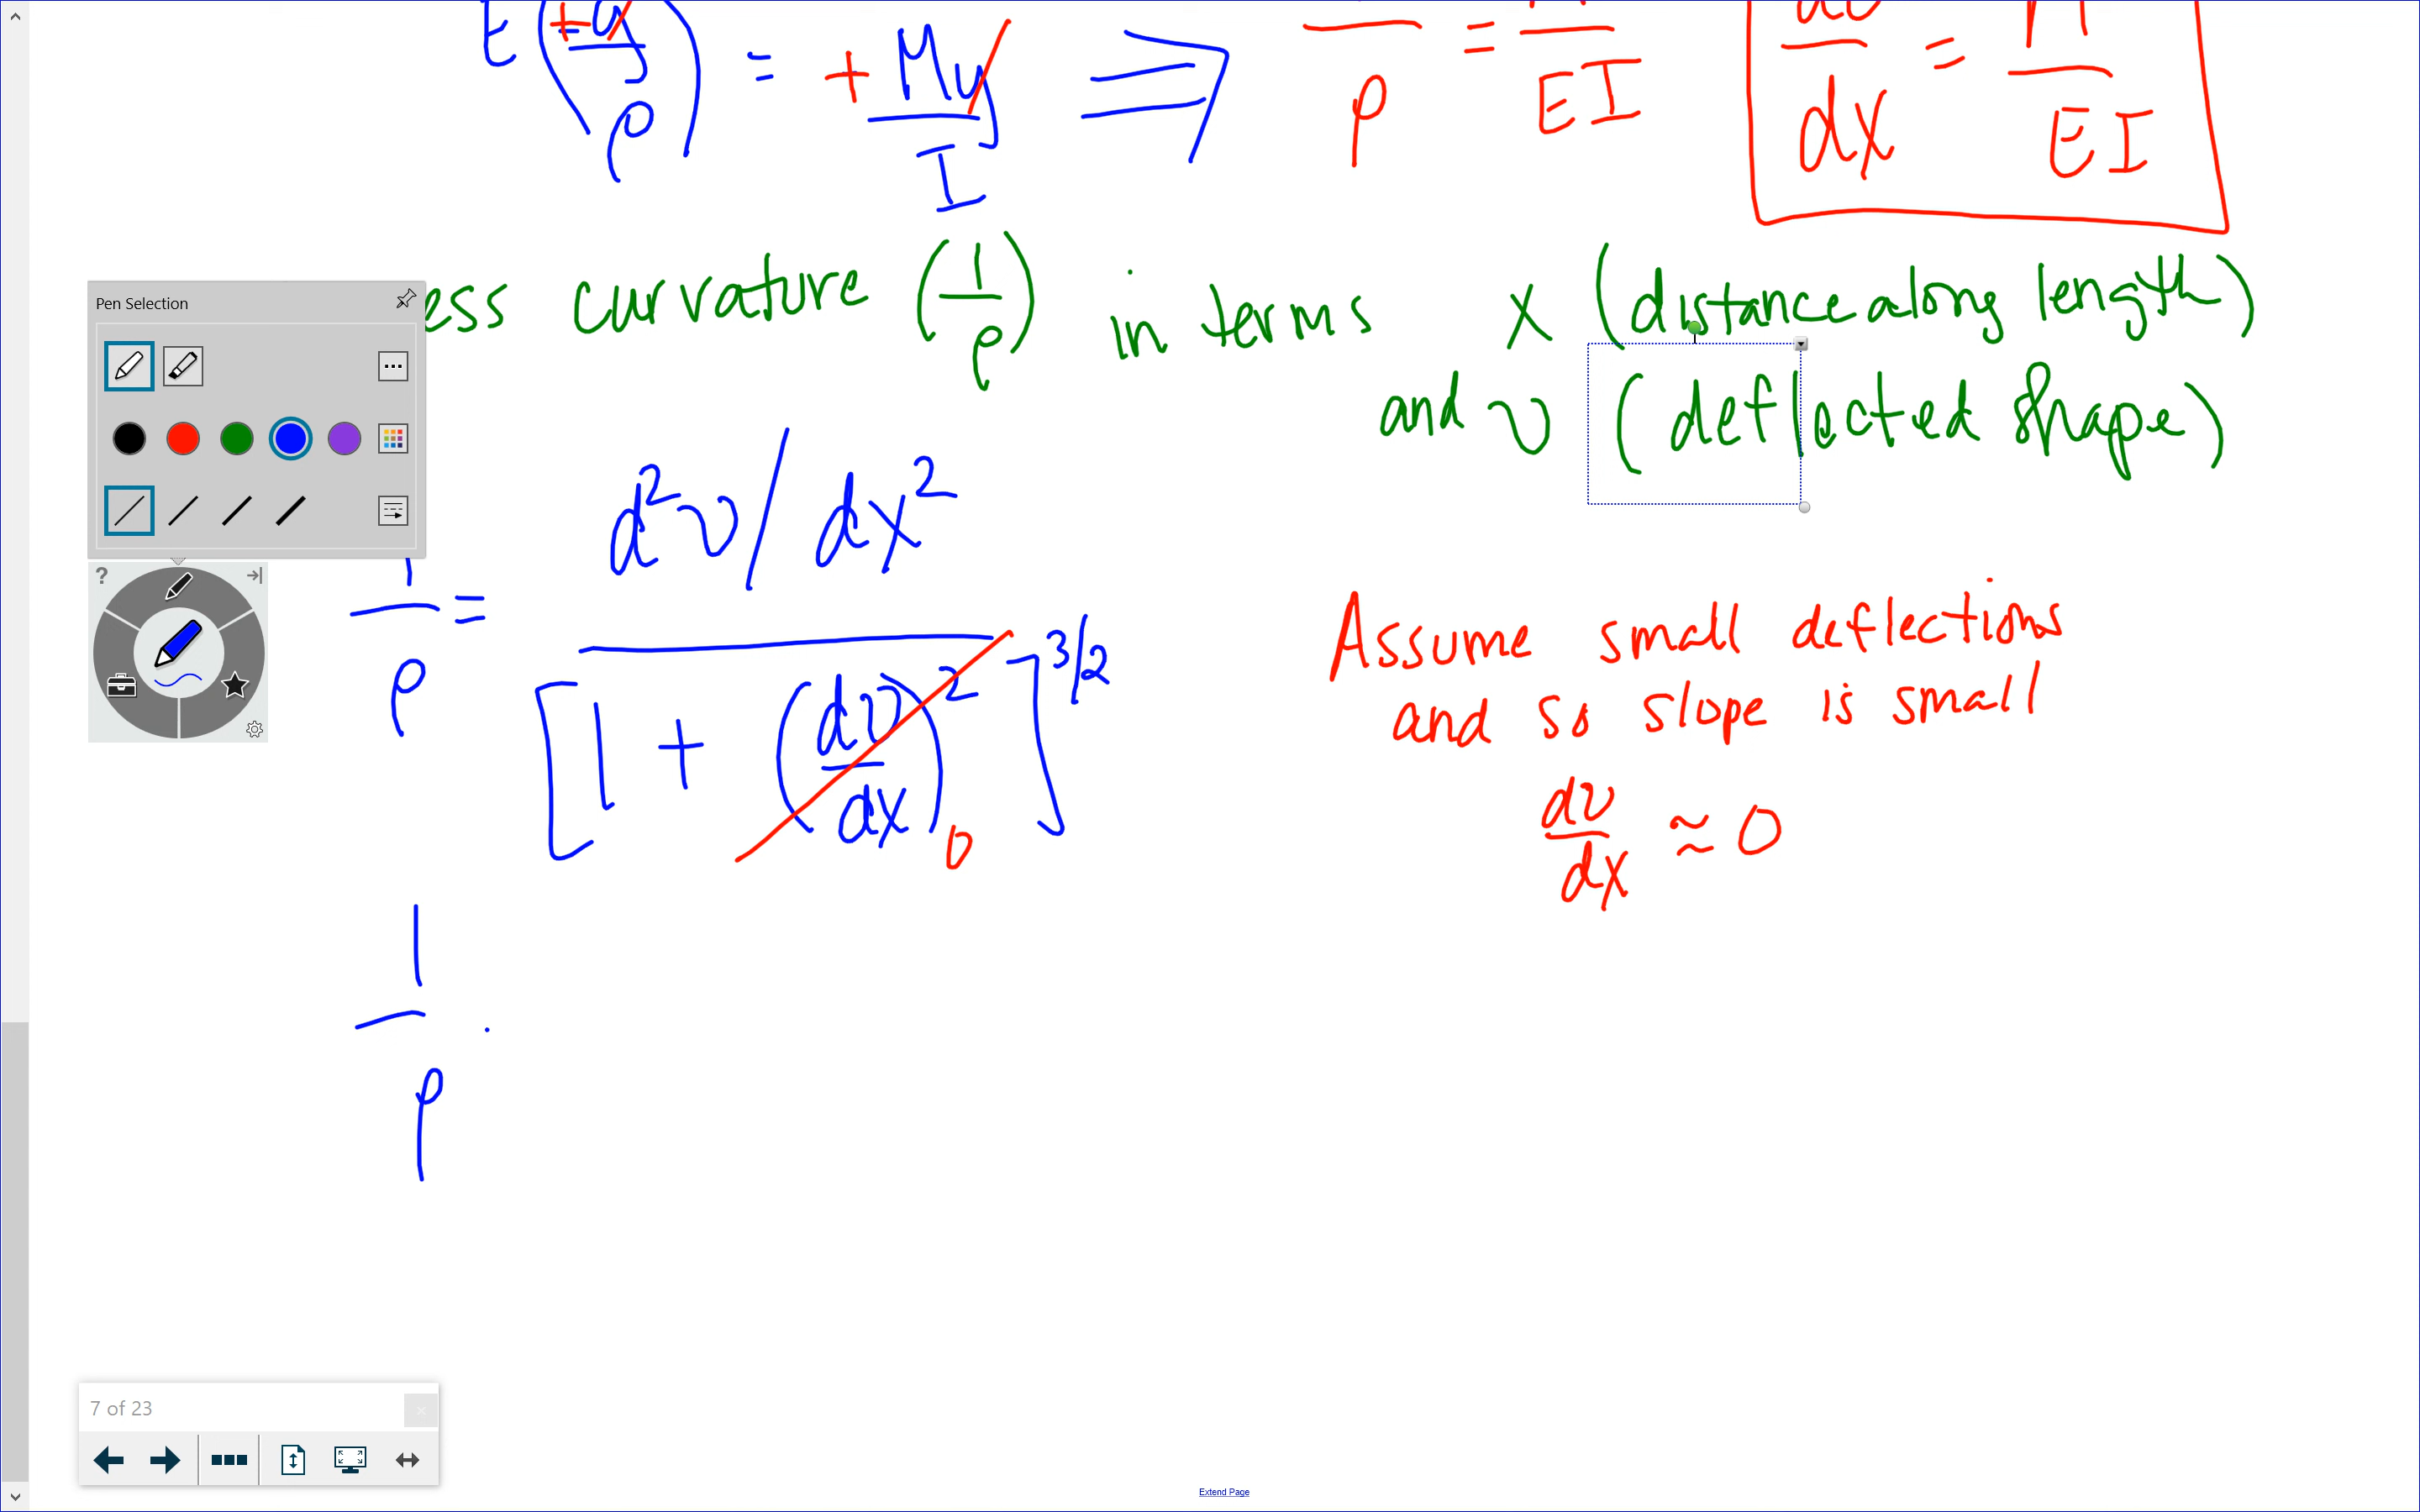 E(+y/ρ) = + My/I ⇒ /ρ = /EI
/dx = /EI
ess curvature (1/ρ) in terms x (distance along length)
and v (deflected shape)
Pen Selection
1/ρ = d²v/dx² / [1 + (dv/dx)² 0]^3/2
Assume small deflections
and so slope is small
dv/dx ≈ 0
1/ρ
7 of 23
Extend Page